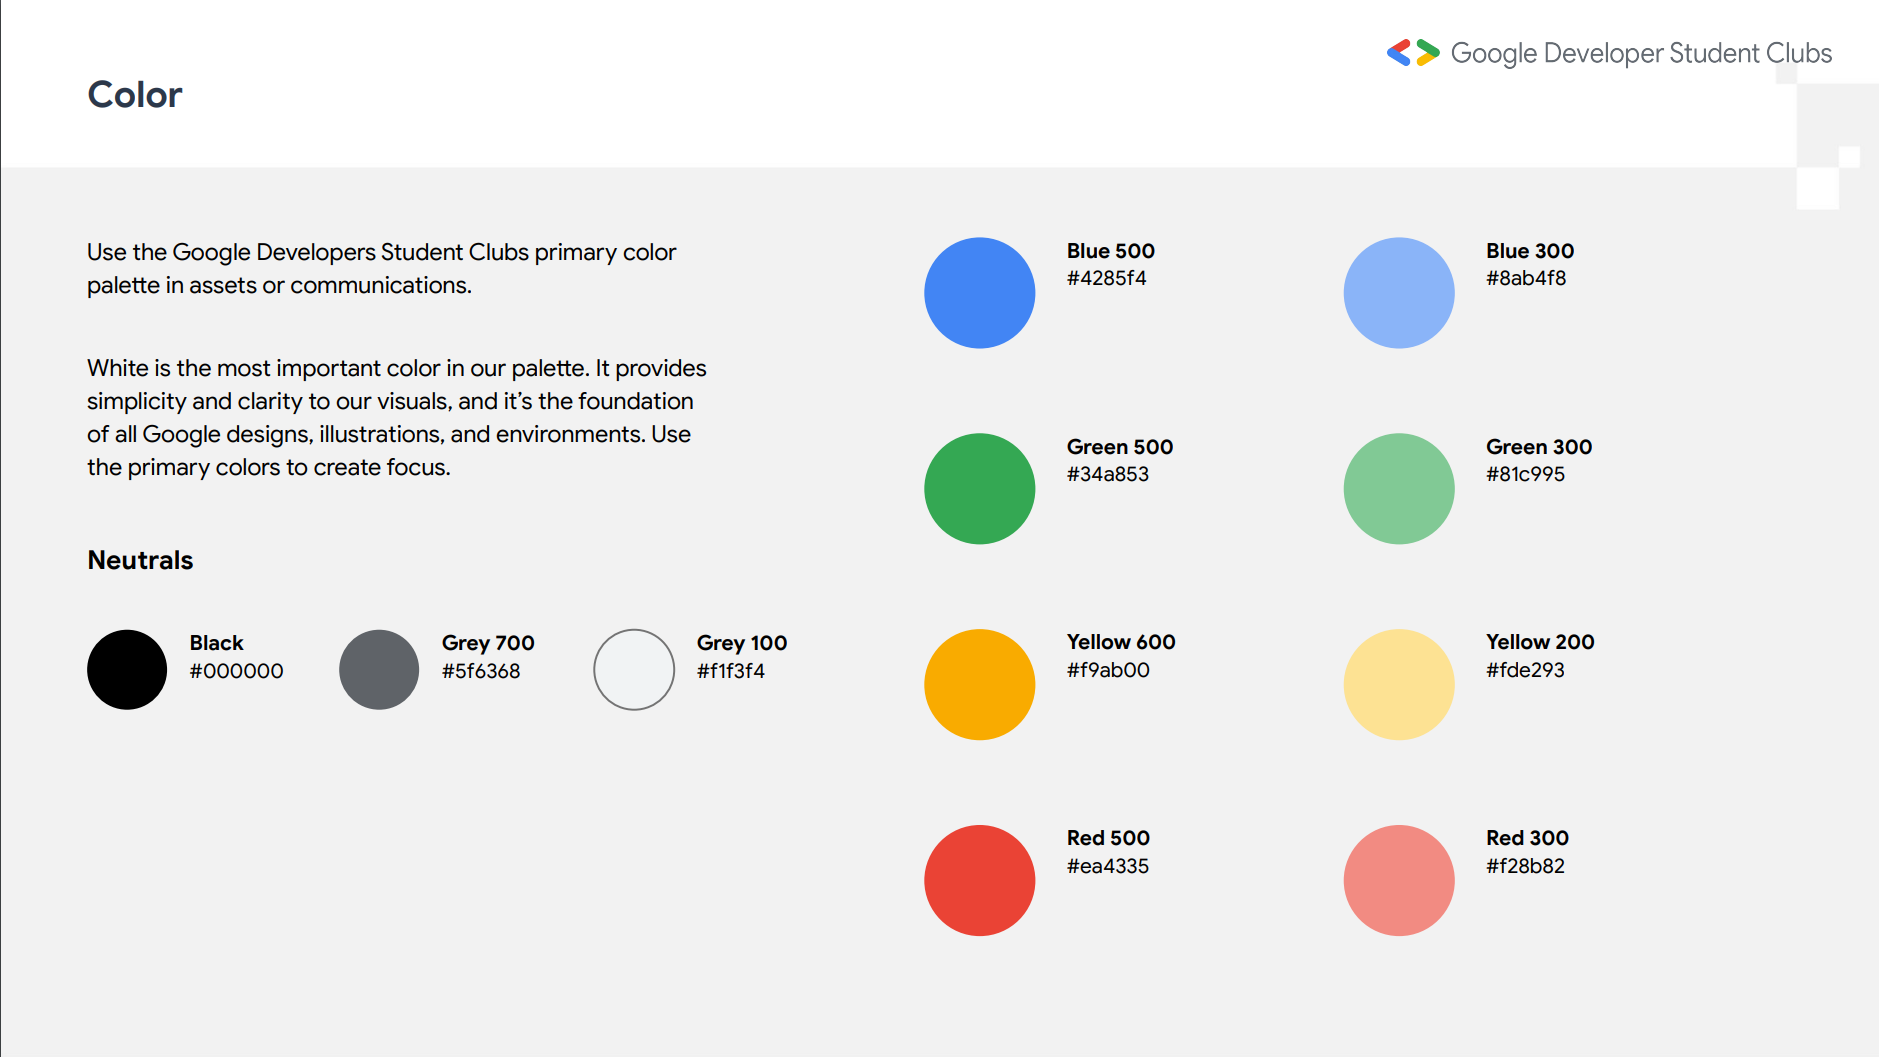 Google Developer Student Clubs
Color
Use the Google Developers Student Clubs primary color
palette in assets or communications.
White is the most important color in our palette. It provides
simplicity and clarity to our visuals, and it’s the foundation
of all Google designs, illustrations, and environments. Use
the primary colors to create focus.
Neutrals
Black
#000000
Grey 700
#5f6368
Grey 100
#f1f3f4
Blue 500
#4285f4
Blue 300
#8ab4f8
Green 500
#34a853
Green 300
#81c995
Yellow 600
#f9ab00
Yellow 200
#fde293
Red 500
#ea4335
Red 300
#f28b82